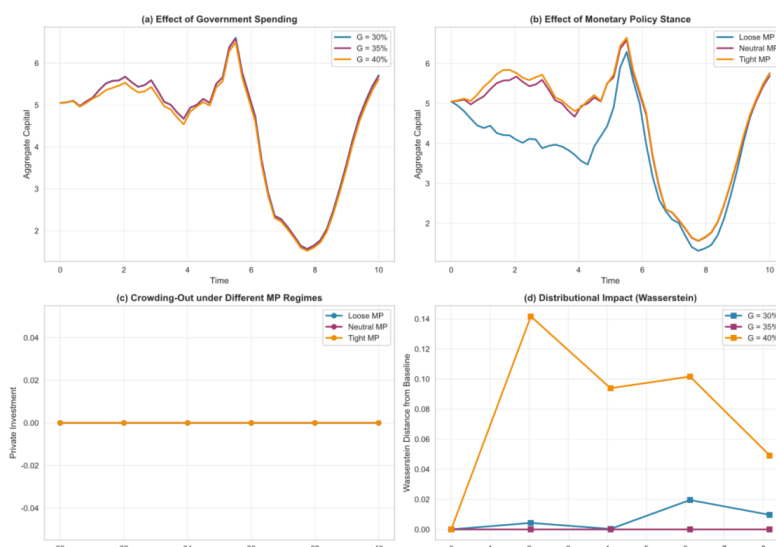 (a) Effect of Government Spending
G = 30%
G = 35%
G = 40%
Aggregate Capital
6
5
4
3
2
0 2 4 6 8 10
Time
(b) Effect of Monetary Policy Stance
Loose MP
Neutral MP
Tight MP
Aggregate Capital
6
5
4
3
2
0 2 4 6 8 10
Time
(c) Crowding-Out under Different MP Regimes
Loose MP
Neutral MP
Tight MP
Private Investment
0.04
0.02
0.00
-0.02
-0.04
(d) Distributional Impact (Wasserstein)
G = 30%
G = 35%
G = 40%
Wasserstein Distance from Baseline
0.14
0.12
0.10
0.08
0.06
0.04
0.02
0.00